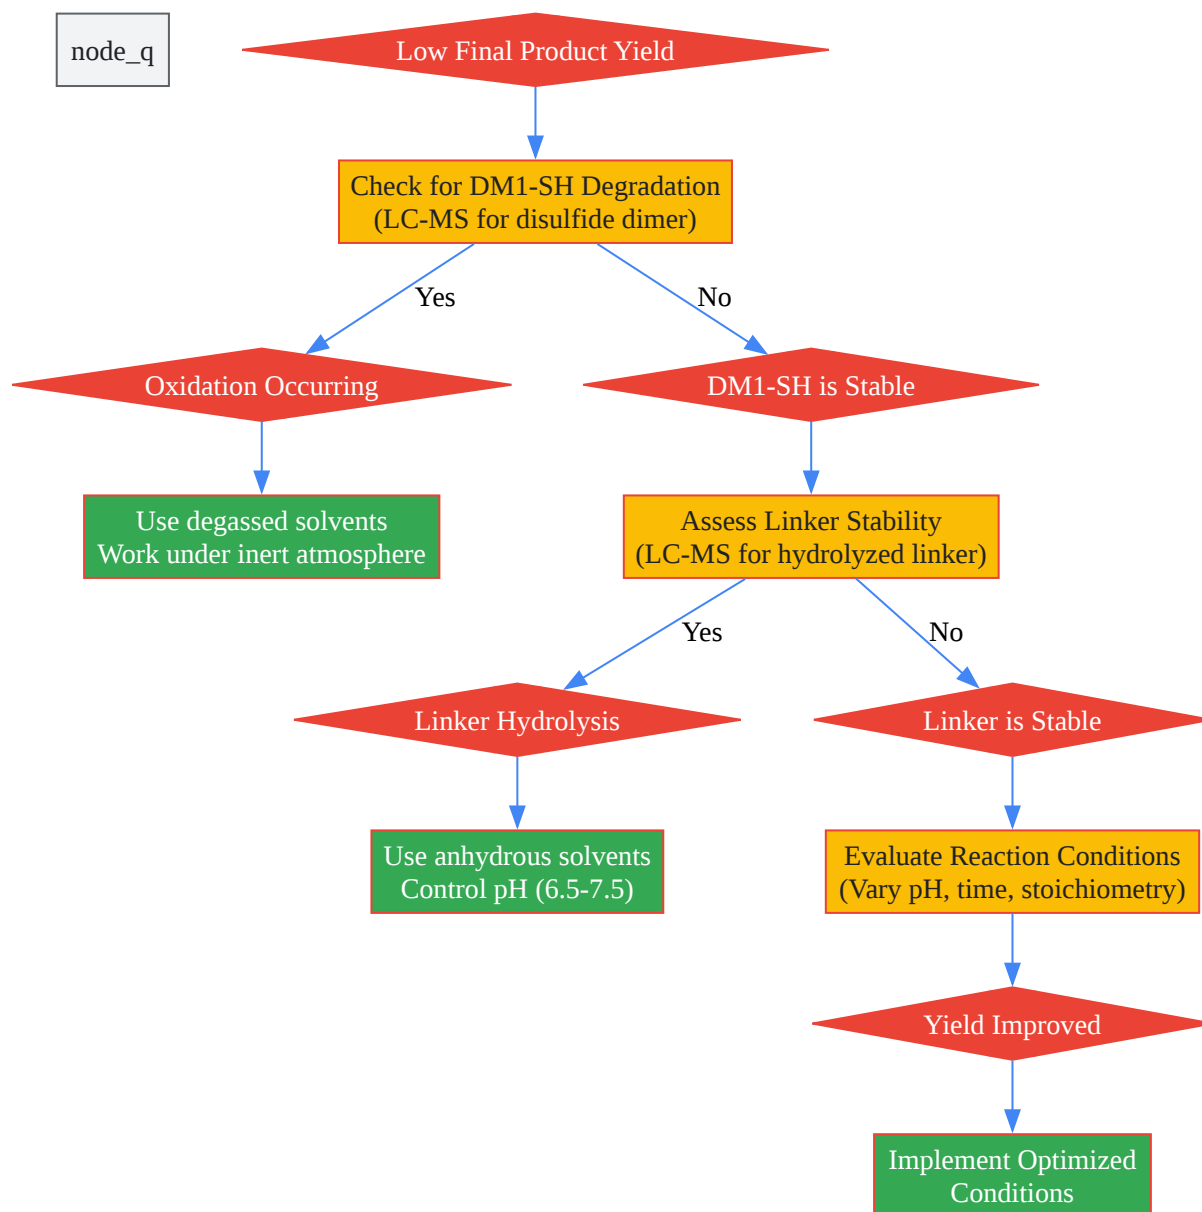 node_q
Low Final Product Yield
Check for DM1-SH Degradation
(LC-MS for disulfide dimer)
Yes
No
Oxidation Occurring
DM1-SH is Stable
Use degassed solvents
Work under inert atmosphere
Assess Linker Stability
(LC-MS for hydrolyzed linker)
Yes
No
Linker Hydrolysis
Linker is Stable
Use anhydrous solvents
Control pH (6.5-7.5)
Evaluate Reaction Conditions
(Vary pH, time, stoichiometry)
Yield Improved
Implement Optimized
Conditions